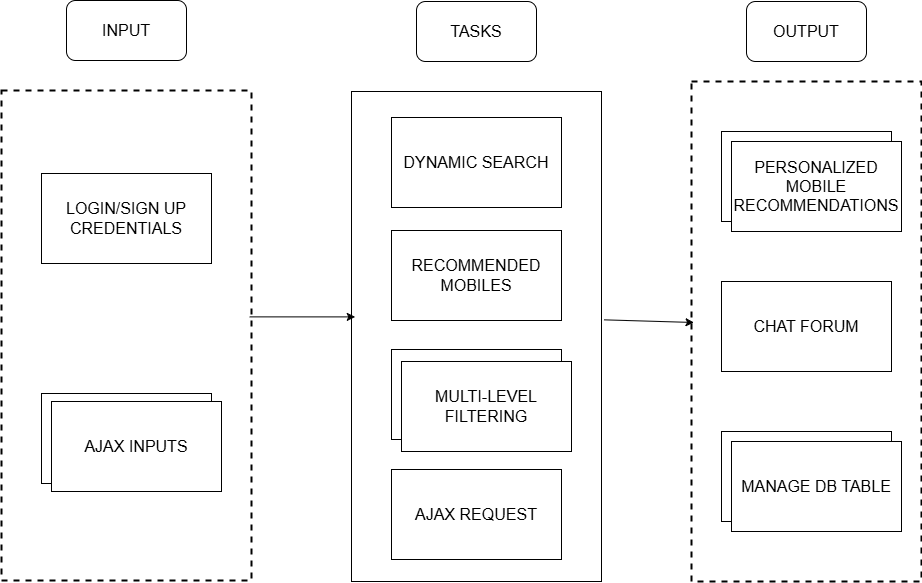 INPUT
TASKS
OUTPUT
LOGIN/SIGN UP
CREDENTIALS
AJAX INPUTS
DYNAMIC SEARCH
RECOMMENDED
MOBILES
MULTI-LEVEL
FILTERING
AJAX REQUEST
PERSONALIZED
MOBILE
RECOMMENDATIONS
CHAT FORUM
MANAGE DB TABLE